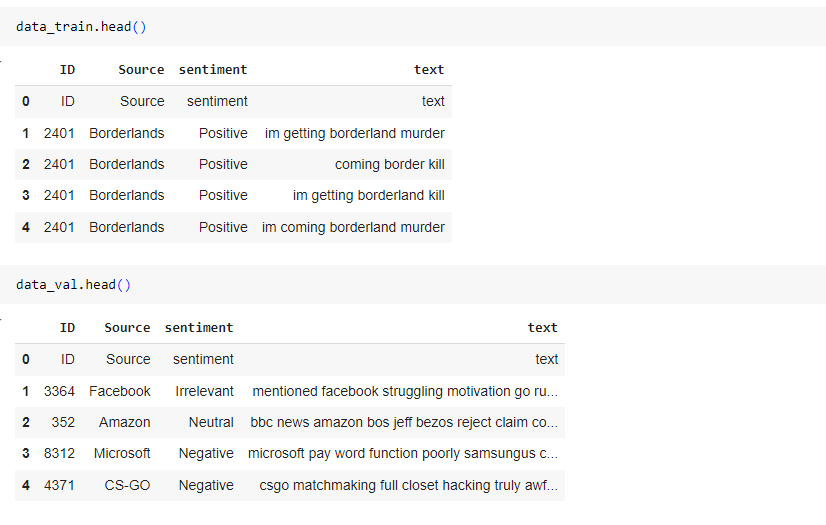 data_train.head()
ID Source sentiment text
0 ID Source sentiment text
1 2401 Borderlands Positive im getting borderland murder
2 2401 Borderlands Positive coming border kill
3 2401 Borderlands Positive im getting borderland kill
4 2401 Borderlands Positive im coming borderland murder
data_val.head()
ID Source sentiment text
0 ID Source sentiment text
1 3364 Facebook Irrelevant mentioned facebook struggling motivation go ru...
2 352 Amazon Neutral bbc news amazon bos jeff bezos reject claim co...
3 8312 Microsoft Negative microsoft pay word function poorly samsungus c...
4 4371 CS-GO Negative csgo matchmaking full closet hacking truly awf...